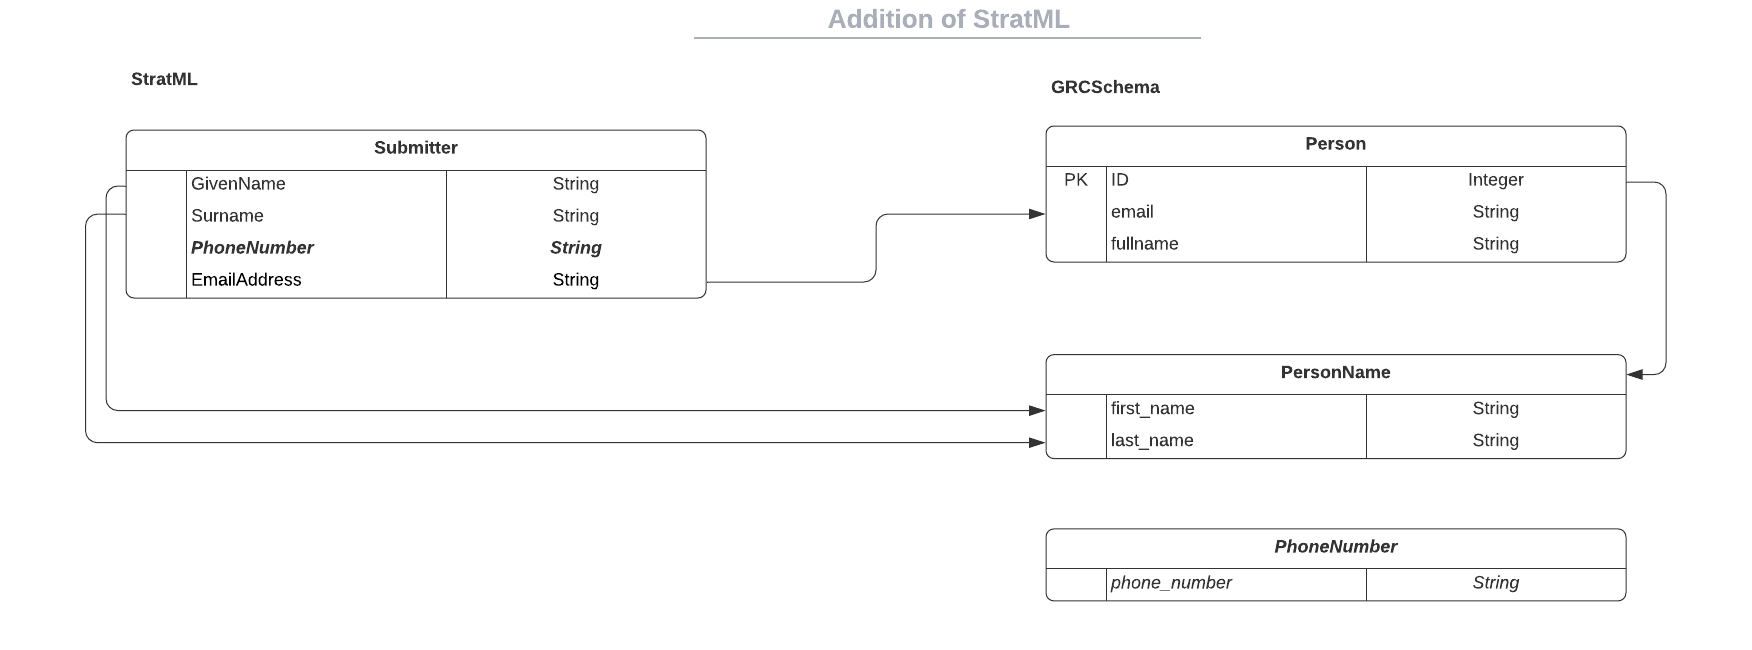 Addition of StratML
StratML
Submitter
GivenName String
Surname String
PhoneNumber String
EmailAddress String
GRCSchema
Person
PK ID Integer
email String
fullname String
PersonName
first_name String
last_name String
PhoneNumber
phone_number String